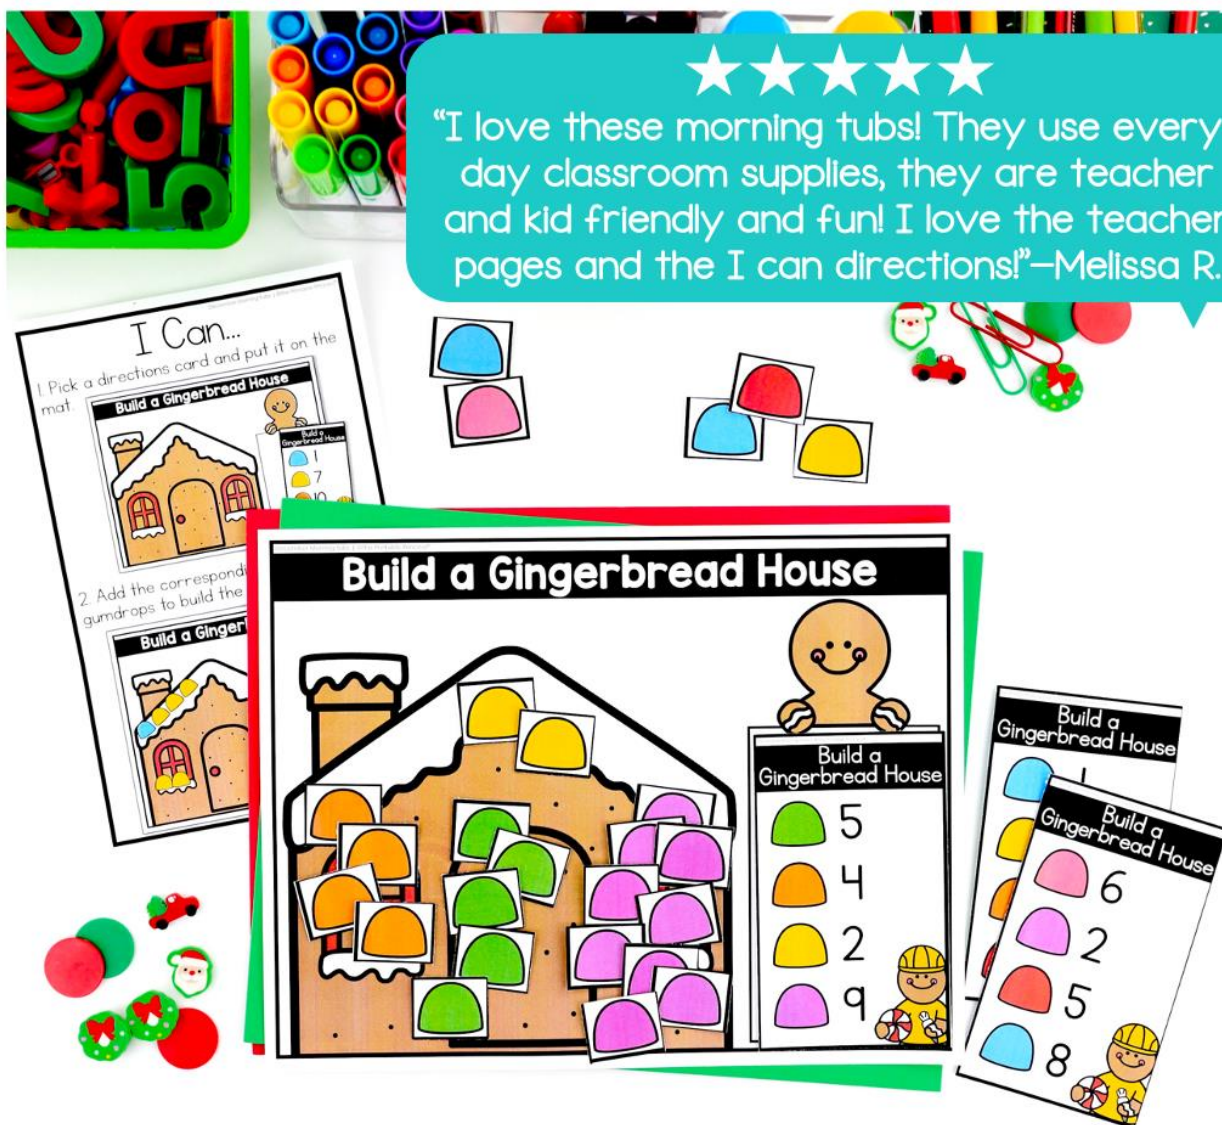 “I love these morning tubs! They use every
day classroom supplies, they are teacher
and kid friendly and fun! I love the teacher
pages and the I can directions!”—Melissa R.
I Can...
1. Pick a directions card and put it on the
mat.
Build a Gingerbread House
Build a
Gingerbread House
1
7
10
2. Add the
gumdrops to build the
Build a
Build a Gingerbread House
Build a
Gingerbread House
5
4
2
9
Build a
Gingerbread House
Build a
Gingerbread House
6
2
5
8